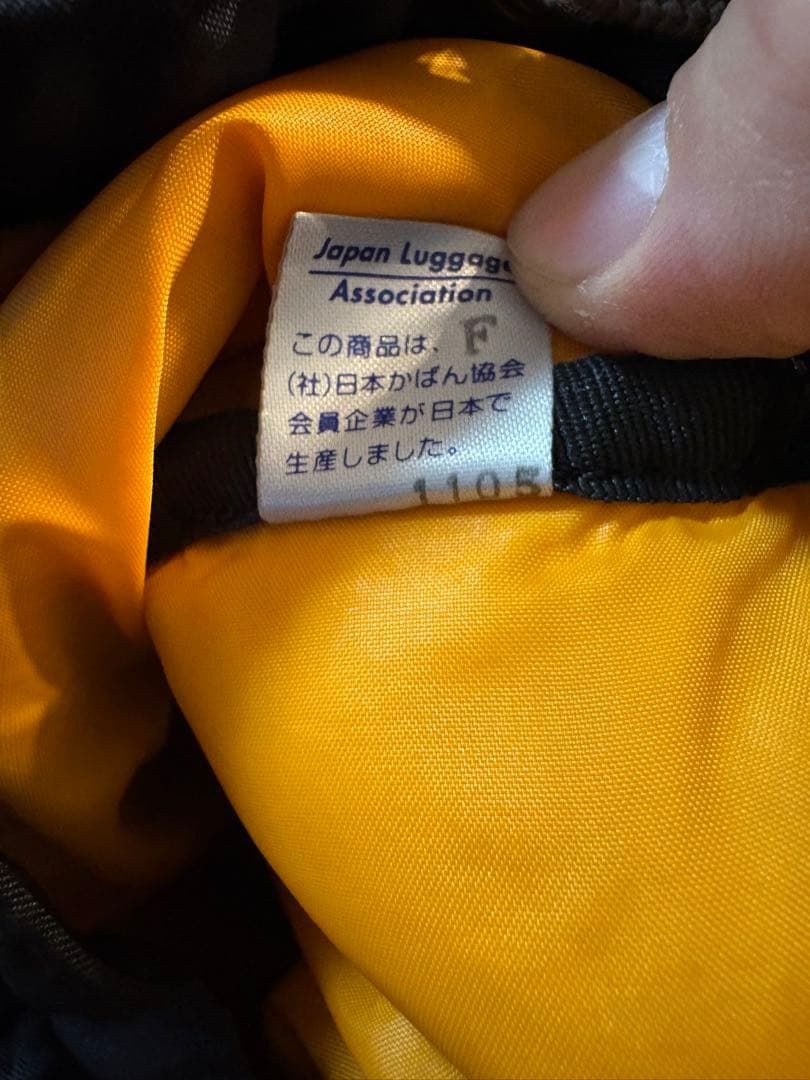 Japan Luggage
Association
この商品は、F
(社)日本かばん協会
会員企業が日本で
生産しました。
1105